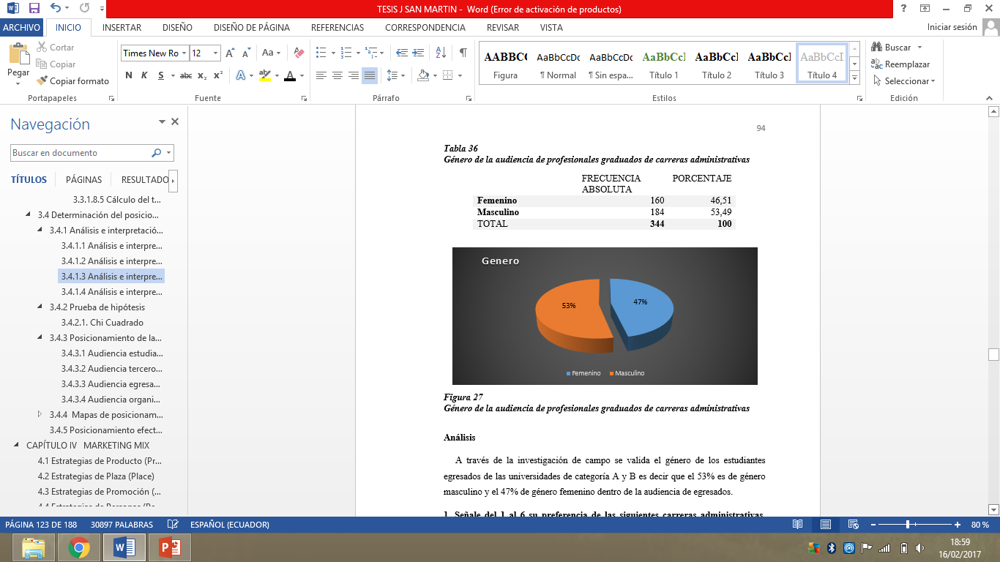 TESIS J SAN MARTIN - Word (Error de activación de productos)
ARCHIVO INICIO INSERTAR DISEÑO DISEÑO DE PÁGINA REFERENCIAS CORRESPONDENCIA REVISAR VISTA Iniciar sesión
Pegar
Cortar
Copiar
Copiar formato
Portapapeles
Times New Ro 12
Aa
N K S abc x₂ x²
Fuente
Párrafo
AABBC Figura
AaBbCcDc ¶ Normal
AaBbCcDc ¶ Sin espa...
AaBbCcI Título 1
AaBbCcI Título 2
AaBbCcI Título 3
AaBbCcI Título 4
Estilos
Buscar
Reemplazar
Seleccionar
Edición
Navegación
Buscar en documento
TÍTULOS PÁGINAS RESULTADO
3.3.1.8.5 Cálculo del t...
3.4 Determinación del posicio...
3.4.1 Análisis e interpretació...
3.4.1.1 Análisis e interpre...
3.4.1.2 Análisis e interpre...
3.4.1.3 Análisis e interpre...
3.4.1.4 Análisis e interpre...
3.4.2 Prueba de hipótesis
3.4.2.1. Chi Cuadrado
3.4.3 Posicionamiento de la...
3.4.3.1 Audiencia estudia...
3.4.3.2 Audiencia tercero...
3.4.3.3 Audiencia egresa...
3.4.3.4 Audiencia organi...
3.4.4 Mapas de posicionam...
3.4.5 Posicionamiento efect...
CAPÍTULO IV MARKETING MIX
4.1 Estrategias de Producto (Pr...
4.2 Estrategias de Plaza (Place)
4.3 Estrategias de Promoción (...
4.4 Estrategias de Personas (Pe...
94
Tabla 36
Género de la audiencia de profesionales graduados de carreras administrativas
FRECUENCIA ABSOLUTA PORCENTAJE
Femenino 160 46,51
Masculino 184 53,49
TOTAL 344 100
Genero
53% 47%
Femenino Masculino
Figura 27
Género de la audiencia de profesionales graduados de carreras administrativas
Análisis
A través de la investigación de campo se valida el género de los estudiantes
egresados de las universidades de categoría A y B es decir que el 53% es de género
masculino y el 47% de género femenino dentro de la audiencia de egresados.
1. Señale del 1 al 6 su preferencia de las siguientes carreras administrativas.
PÁGINA 123 DE 188 30897 PALABRAS ESPAÑOL (ECUADOR) 80 %
18:59
16/02/2017